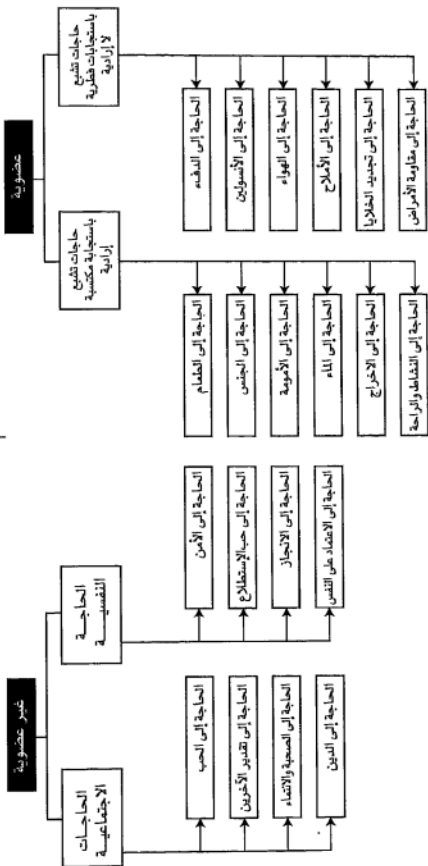 عضوية
حاجات تشبع
باستجابات فطرية
لا إرادية
الحاجة إلى الدفء
الحاجة إلى الأنسولين
الحاجة إلى الهواء
الحاجة إلى الأملاح
الحاجة إلى تجديد الخلايا
الحاجة إلى مقاومة الأمراض
حاجات تشبع
باستجابة مكتسبة
إرادية
الحاجة إلى الطعام
الحاجة إلى الجنس
الحاجة إلى الأمومة
الحاجة إلى الماء
الحاجة إلى الاخراج
الحاجة إلى النشاط والراحة
غير عضوية
الحاجة
النفسية
الحاجة إلى الأمن
الحاجة إلى حب الإستطلاع
الحاجة إلى الانجاز
الحاجة إلى الاعتماد على النفس
الحاجات
الاجتماعية
الحاجة إلى الحب
الحاجة إلى تقدير الآخرين
الحاجة إلى الصحبة والانتماء
الحاجة إلى الدين